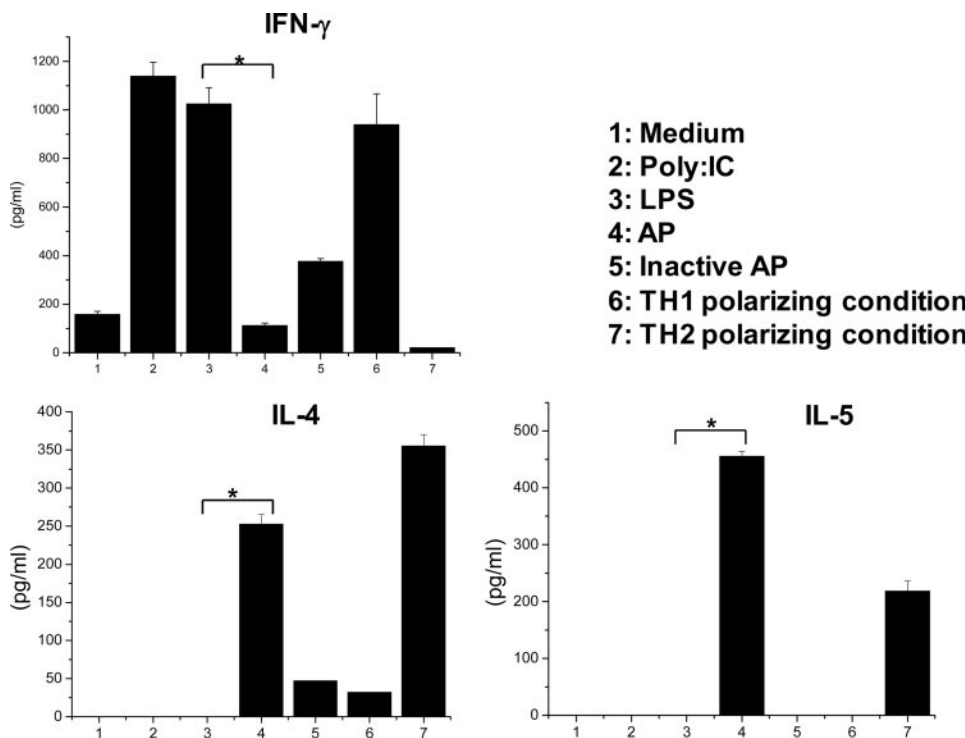 IFN-γ
*
1200
1000
800
600
400
200
0
(pg/ml)
1 2 3 4 5 6 7
1: Medium
2: Poly:IC
3: LPS
4: AP
5: Inactive AP
6: TH1 polarizing condition
7: TH2 polarizing condition
IL-4
*
400
350
300
250
200
150
100
50
0
(pg/ml)
1 2 3 4 5 6 7
IL-5
*
500
450
300
200
450
0
(pg/ml)
1 2 3 4 5 6 7